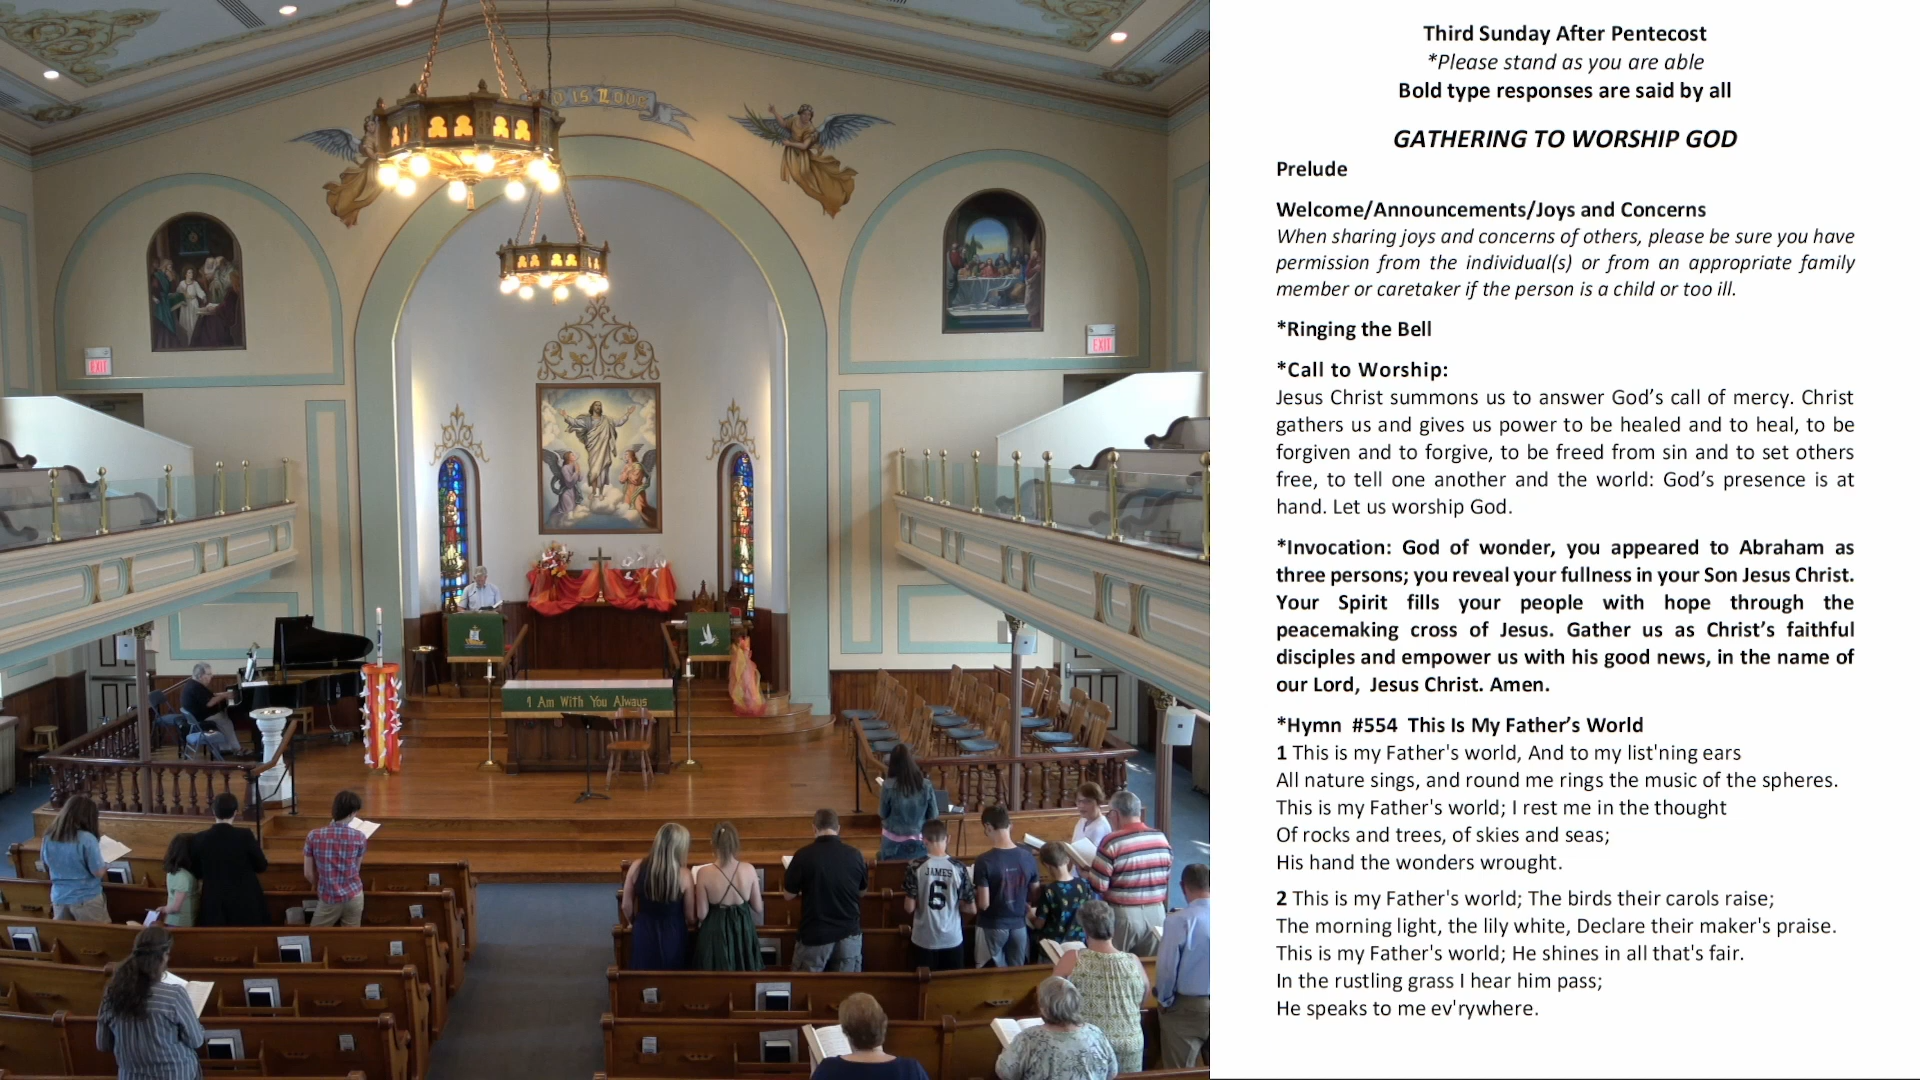 is Love
EXIT
EXIT
I Am With You Always
JAMES
6
Third Sunday After Pentecost
*Please stand as you are able
Bold type responses are said by all
GATHERING TO WORSHIP GOD
Prelude
Welcome/Announcements/Joys and Concerns
When sharing joys and concerns of others, please be sure you have
permission from the individual(s) or from an appropriate family
member or caretaker if the person is a child or too ill.
*Ringing the Bell
*Call to Worship:
Jesus Christ summons us to answer God’s call of mercy. Christ
gathers us and gives us power to be healed and to heal, to be
forgiven and to forgive, to be freed from sin and to set others
free, to tell one another and the world: God’s presence is at
hand. Let us worship God.
*Invocation: God of wonder, you appeared to Abraham as
three persons; you reveal your fullness in your Son Jesus Christ.
Your Spirit fills your people with hope through the
peacemaking cross of Jesus. Gather us as Christ’s faithful
disciples and empower us with his good news, in the name of
our Lord, Jesus Christ. Amen.
*Hymn #554 This Is My Father’s World
1 This is my Father's world, And to my list'ning ears
All nature sings, and round me rings the music of the spheres.
This is my Father's world; I rest me in the thought
Of rocks and trees, of skies and seas;
His hand the wonders wrought.
2 This is my Father's world; The birds their carols raise;
The morning light, the lily white, Declare their maker's praise.
This is my Father's world; He shines in all that's fair.
In the rustling grass I hear him pass;
He speaks to me ev'rywhere.